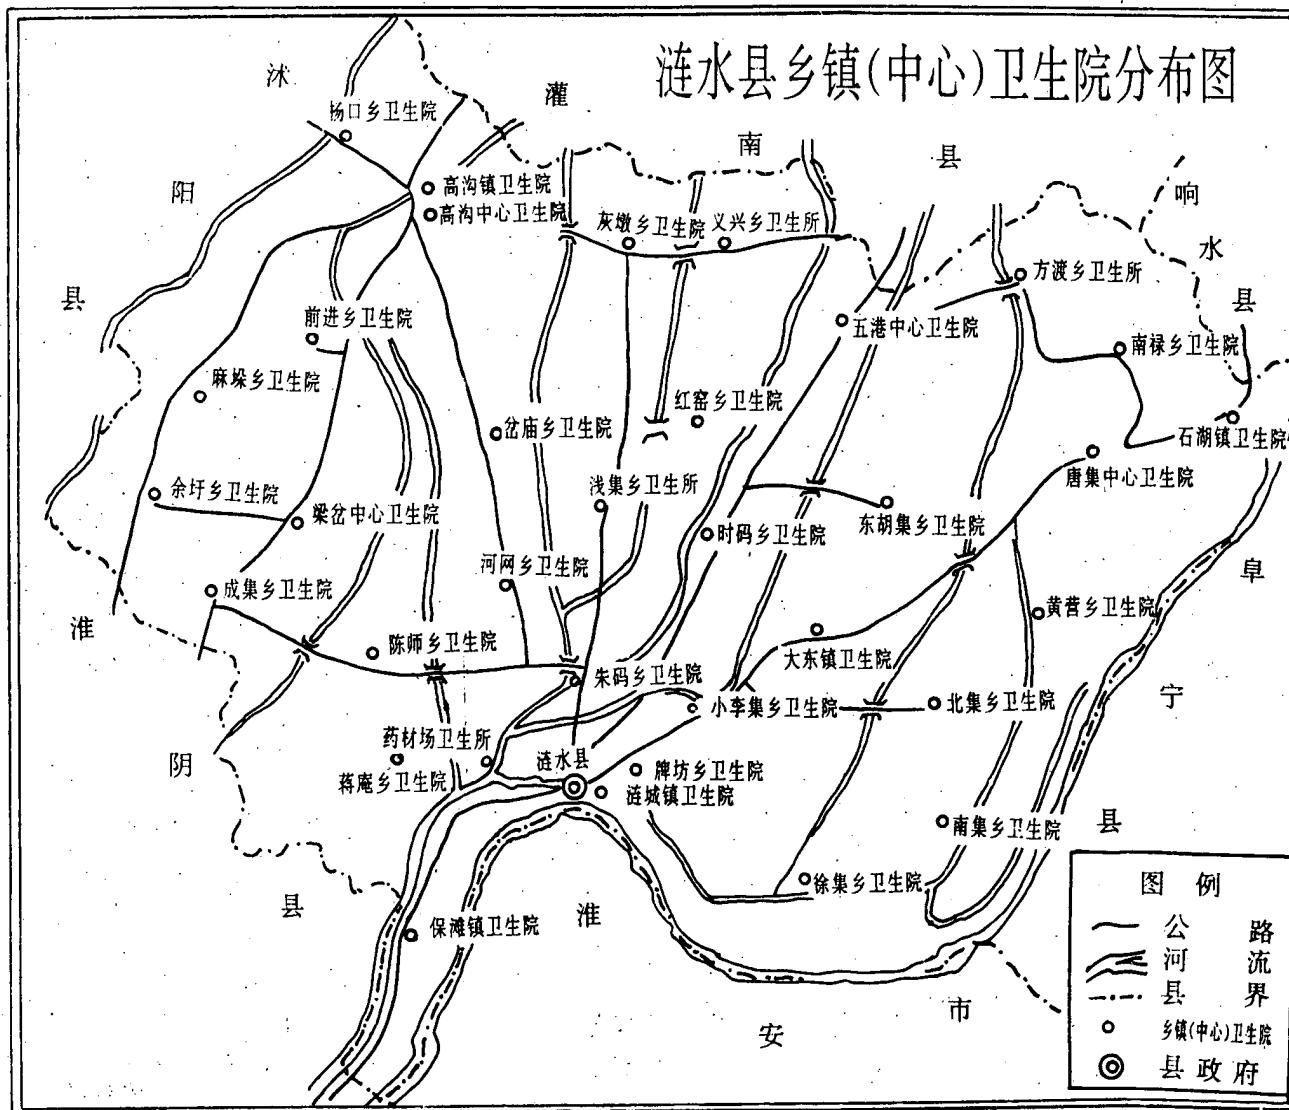 涟水县乡镇(中心)卫生院分布图
沭
阳
县
灌
南
县
响
水
县
杨口乡卫生院
高沟镇卫生院
高沟中心卫生院
灰墩乡卫生院
义兴乡卫生所
方渡乡卫生所
前进乡卫生院
五港中心卫生院
南禄乡卫生院
麻垛乡卫生院
红窑乡卫生院
岔庙乡卫生院
石湖镇卫生院
唐集中心卫生院
余圩乡卫生院
浅集乡卫生所
梁岔中心卫生院
时码乡卫生院
东胡集乡卫生院
成集乡卫生院
河网乡卫生院
黄营乡卫生院
陈师乡卫生院
大东镇卫生院
朱码乡卫生院
小李集乡卫生院
北集乡卫生院
药材场卫生所
涟水县
蒋庵乡卫生院
牌坊乡卫生院
涟城镇卫生院
南集乡卫生院
徐集乡卫生院
保滩镇卫生院
淮
阴
县
淮
安
市
阜
宁
县
图例
公路
河流
县界
乡镇(中心)卫生院
县政府